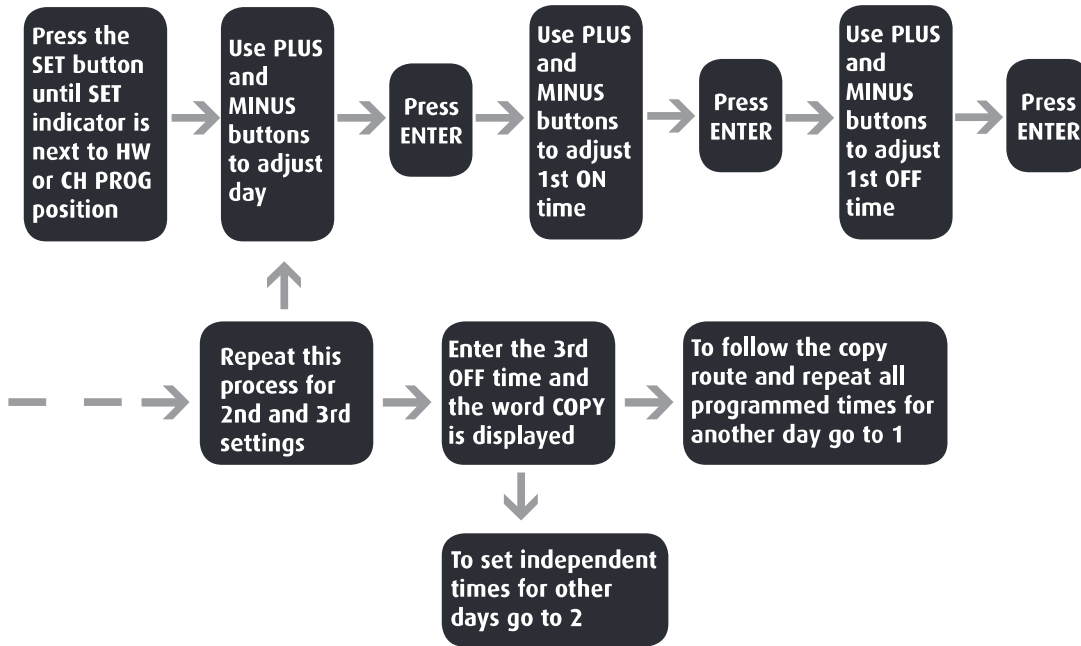 Press the
SET button
until SET
indicator is
next to HW
or CH PROG
position
Use PLUS
and
MINUS
buttons
to adjust
day
Press
ENTER
Use PLUS
and
MINUS
buttons
to adjust
1st ON
time
Press
ENTER
Use PLUS
and
MINUS
buttons
to adjust
1st OFF
time
Press
ENTER
Repeat this
process for
2nd and 3rd
settings
Enter the 3rd
OFF time and
the word COPY
is displayed
To follow the copy
route and repeat all
programmed times for
another day go to 1
To set independent
times for other
days go to 2